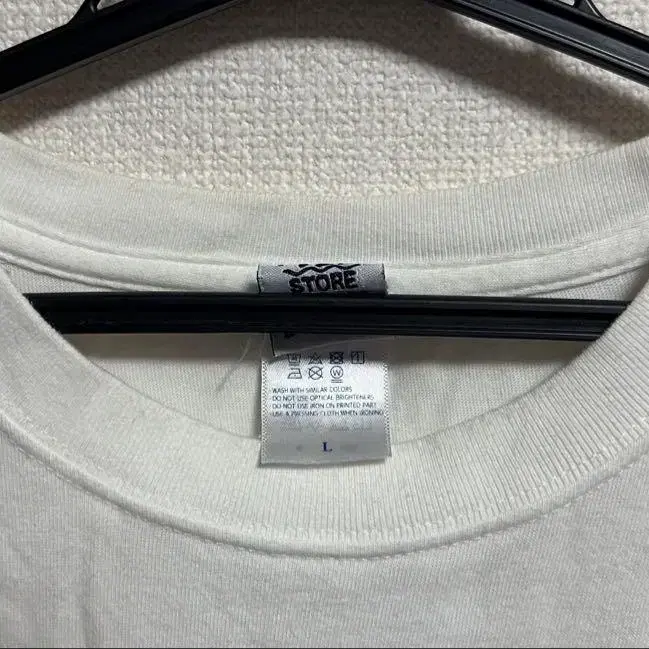 STORE
WASH WITH SIMILAR COLORS
DO NOT USE OPTICAL BRIGHTENERS
DO NOT USE IRON ON PRINTED PART
USE A PRESSING CLOTH WHEN IRONING
L